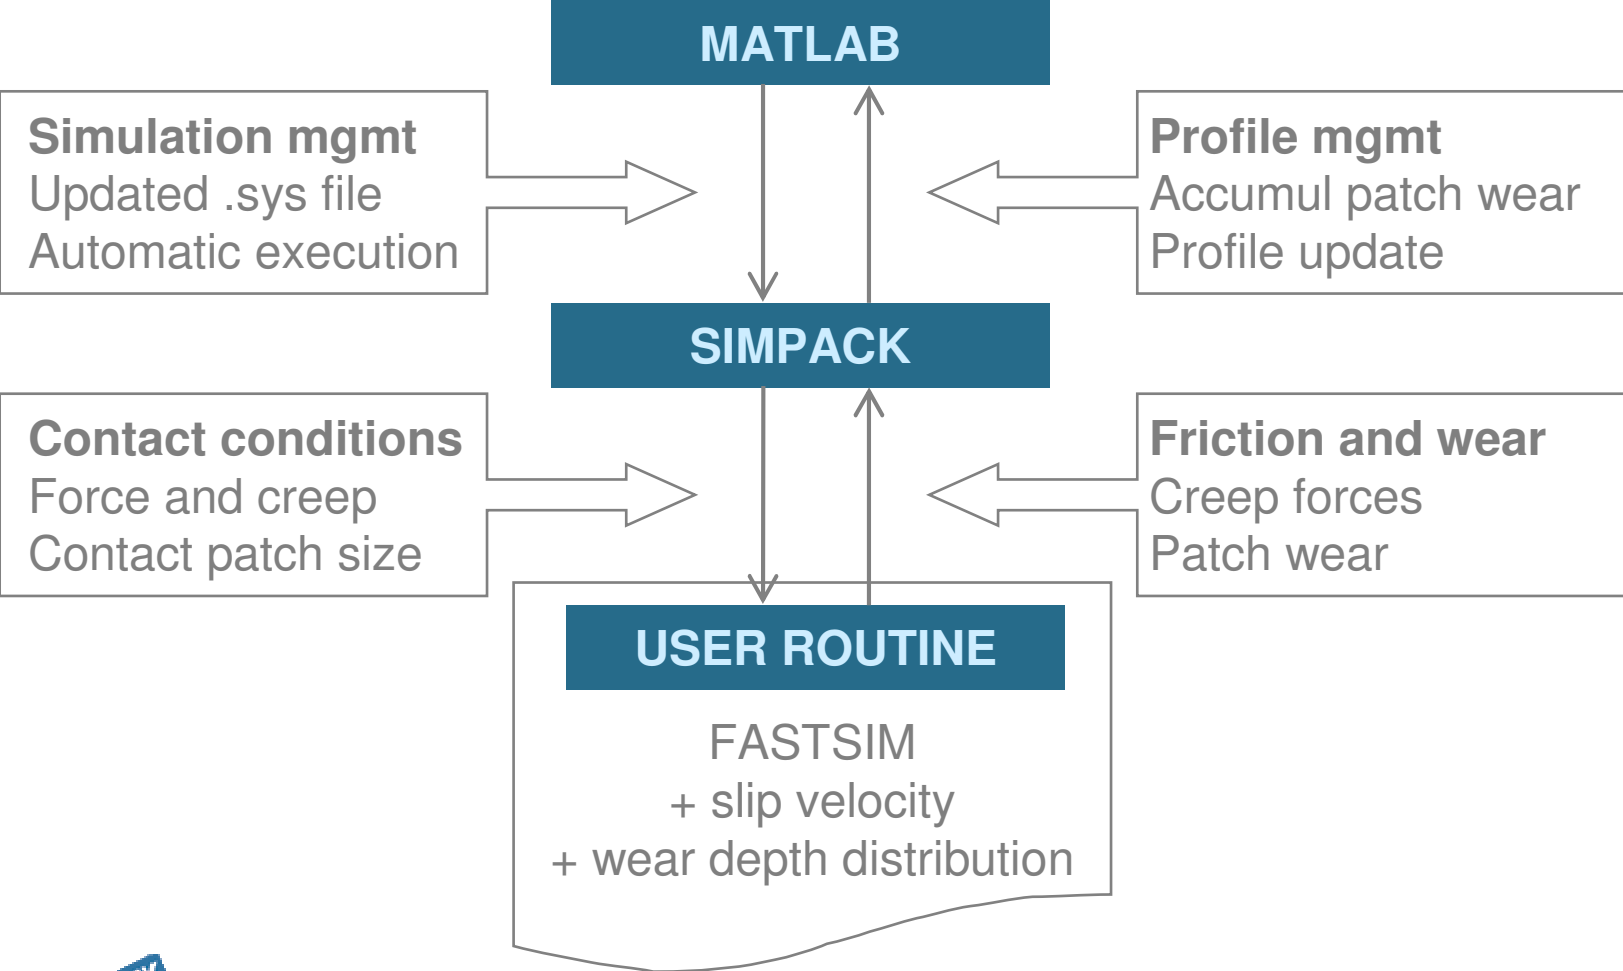 MATLAB
Simulation mgmt
Updated .sys file
Automatic execution
Profile mgmt
Accumul patch wear
Profile update
SIMPACK
Contact conditions
Force and creep
Contact patch size
Friction and wear
Creep forces
Patch wear
USER ROUTINE
FASTSIM
+ slip velocity
+ wear depth distribution